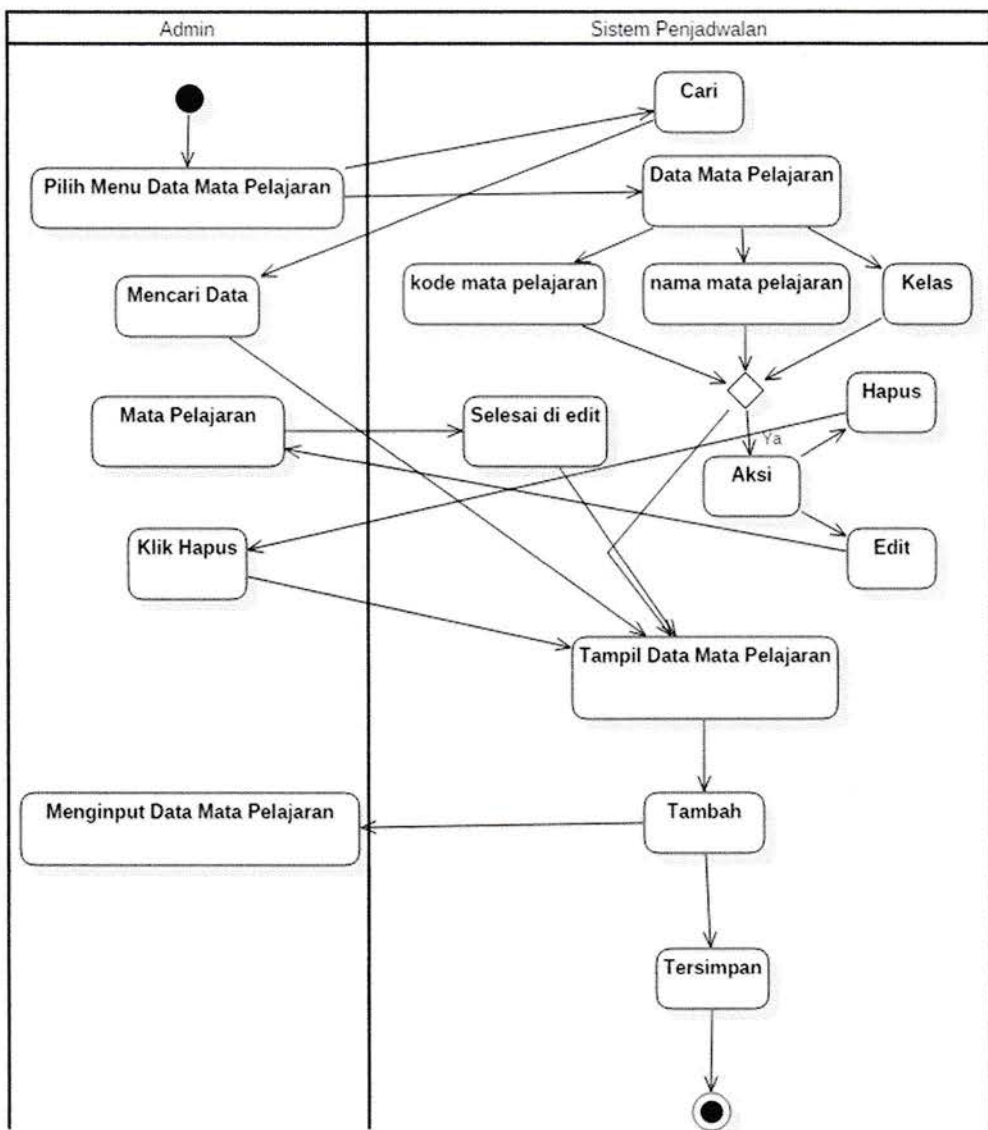 Admin
Sistem Penjadwalan
Cari
Pilih Menu Data Mata Pelajaran
Data Mata Pelajaran
Mencari Data
kode mata pelajaran
nama mata pelajaran
Kelas
Mata Pelajaran
Selesai di edit
Hapus
Ya
Aksi
Klik Hapus
Edit
Tampil Data Mata Pelajaran
Menginput Data Mata Pelajaran
Tambah
Tersimpan